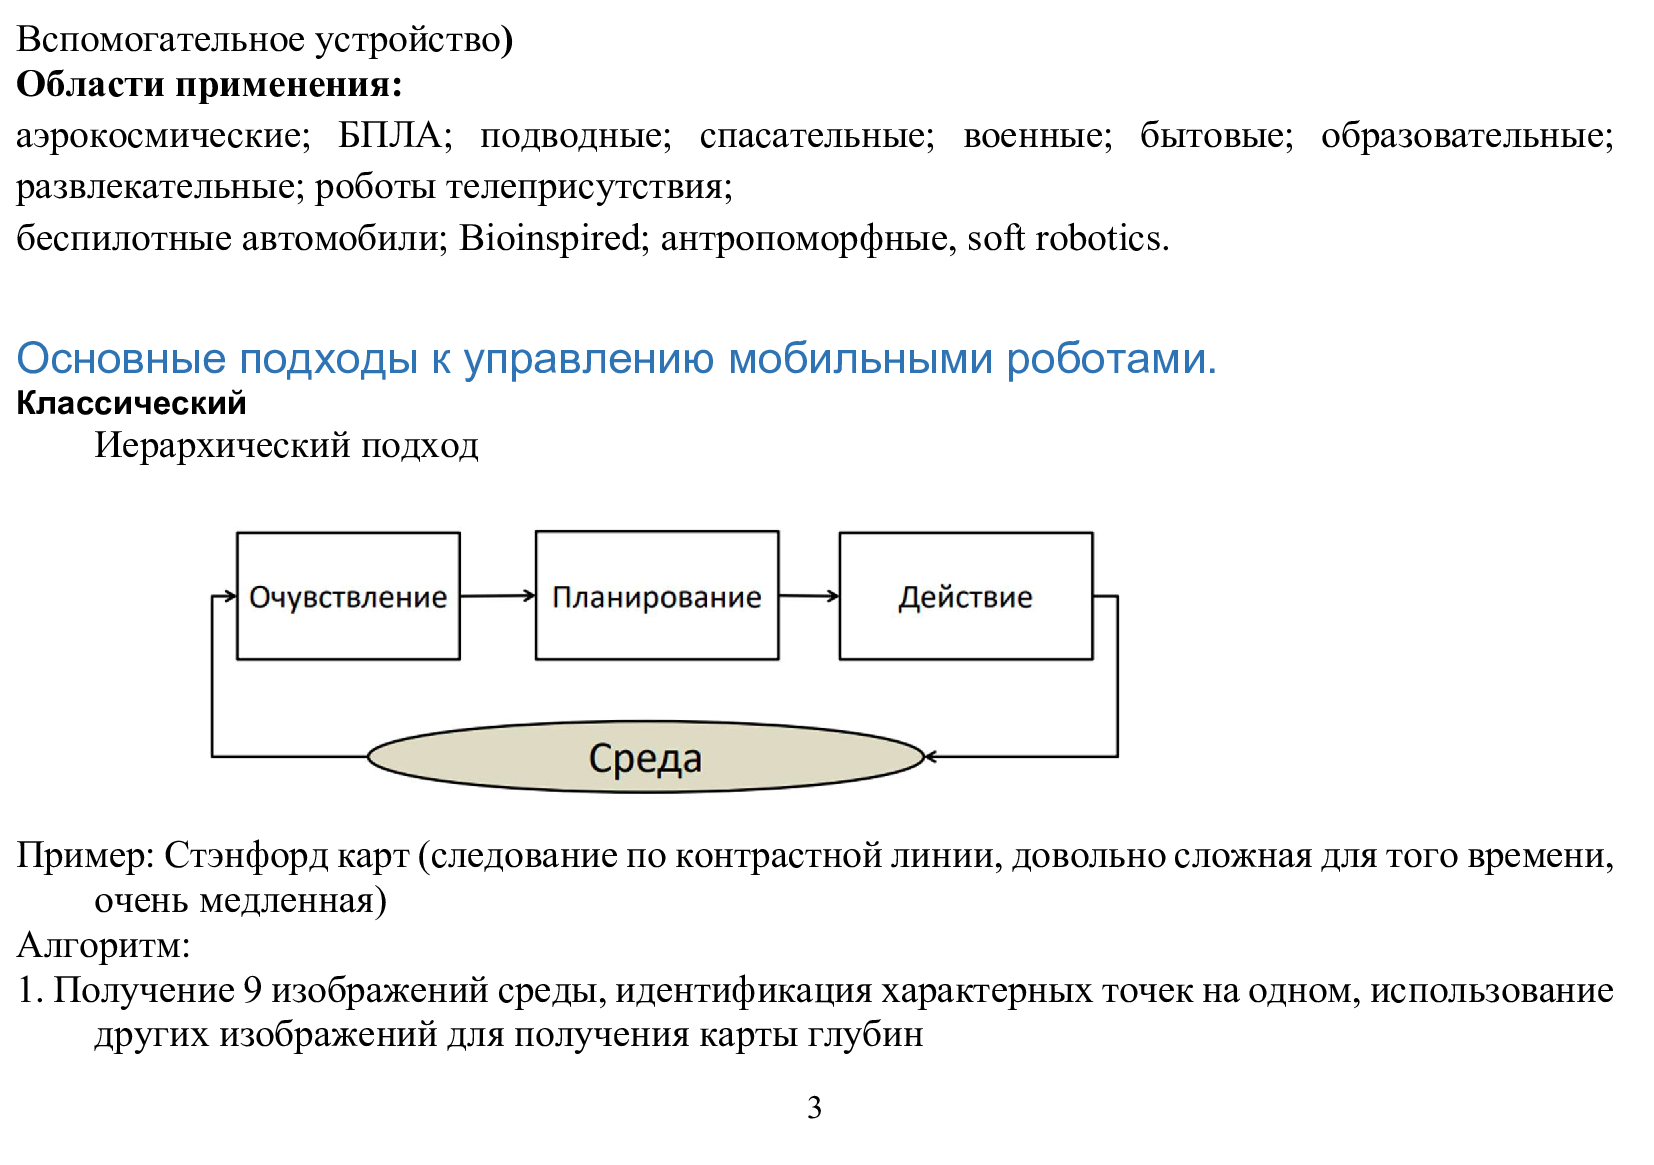 Вспомогательное устройство)
Области применения:
аэрокосмические; БПЛА; подводные; спасательные; военные; бытовые; образовательные;
развлекательные; роботы телеприсутствия;
беспилотные автомобили; Bioinspired; антропоморфные, soft robotics.
Основные подходы к управлению мобильными роботами.
Классический
Иерархический подход
Очувствление
Планирование
Действие
Среда
Пример: Стэнфорд карт (следование по контрастной линии, довольно сложная для того времени,
очень медленная)
Алгоритм:
1. Получение 9 изображений среды, идентификация характерных точек на одном, использование
других изображений для получения карты глубин
3